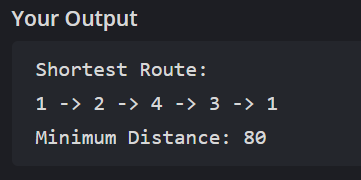 Your Output
Shortest Route:
1 -> 2 -> 4 -> 3 -> 1
Minimum Distance: 80